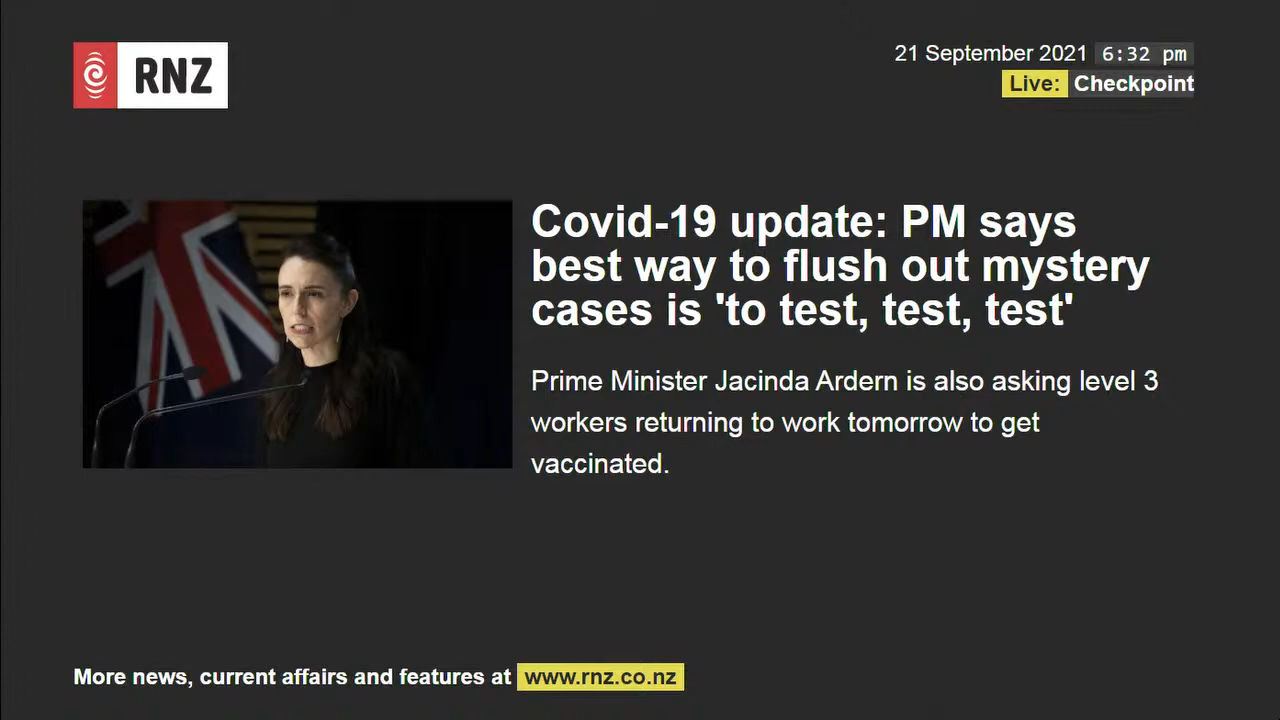 RNZ
21 September 2021 6:32 pm
Live: Checkpoint
Covid-19 update: PM says
best way to flush out mystery
cases is 'to test, test, test'
Prime Minister Jacinda Ardern is also asking level 3
workers returning to work tomorrow to get
vaccinated.
More news, current affairs and features at www.rnz.co.nz